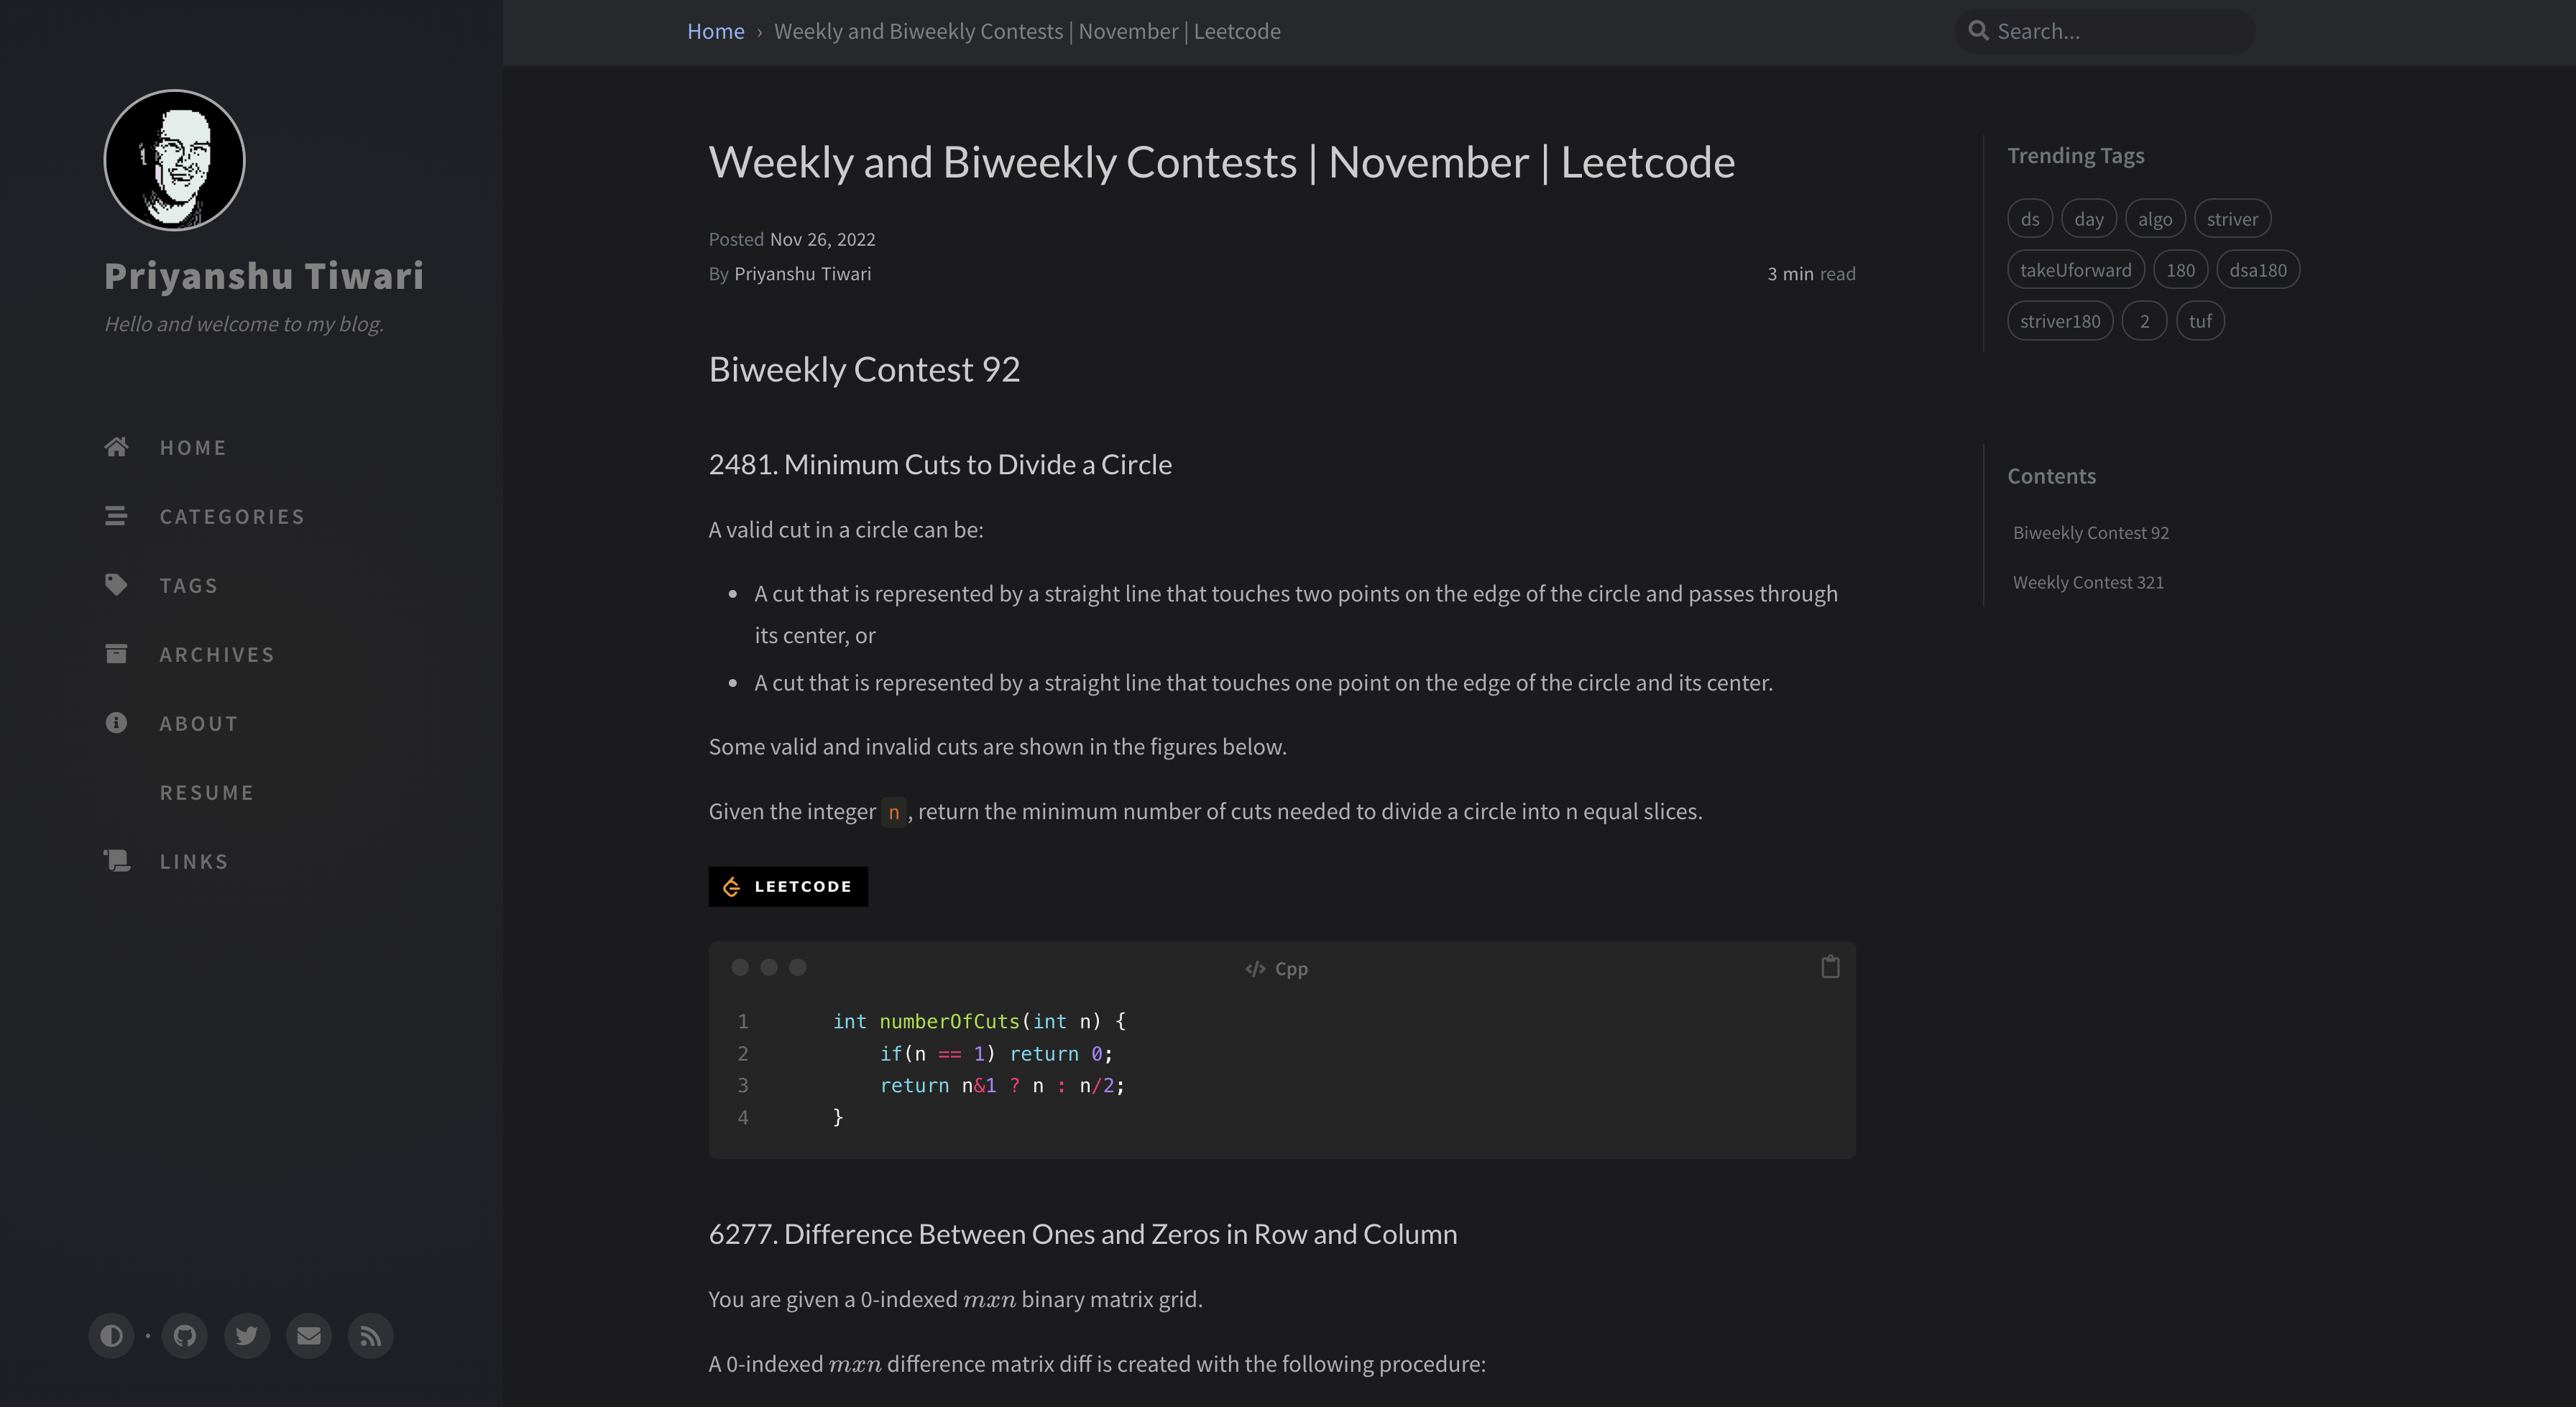 Priyanshu Tiwari
Hello and welcome to my blog.
HOME
CATEGORIES
TAGS
ARCHIVES
ABOUT
RESUME
LINKS
Home › Weekly and Biweekly Contests | November | Leetcode
Search...
Weekly and Biweekly Contests | November | Leetcode
Posted Nov 26, 2022
By Priyanshu Tiwari
3 min read
Biweekly Contest 92
2481. Minimum Cuts to Divide a Circle
A valid cut in a circle can be:
• A cut that is represented by a straight line that touches two points on the edge of the circle and passes through
its center, or
• A cut that is represented by a straight line that touches one point on the edge of the circle and its center.
Some valid and invalid cuts are shown in the figures below.
Given the integer n, return the minimum number of cuts needed to divide a circle into n equal slices.
LEETCODE
</> Cpp
1 int numberOfCuts(int n) {
2 if(n == 1) return 0;
3 return n&1 ? n : n/2;
4 }
6277. Difference Between Ones and Zeros in Row and Column
You are given a 0-indexed mxn binary matrix grid.
A 0-indexed mxn difference matrix diff is created with the following procedure:
Trending Tags
ds day algo striver
takeUforward 180 dsa180
striver180 2 tuf
Contents
Biweekly Contest 92
Weekly Contest 321